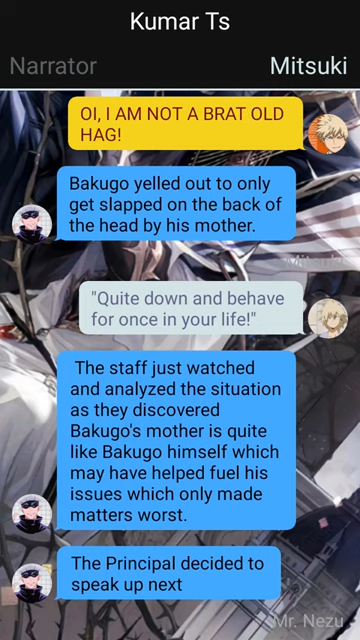 Kumar Ts
Narrator
Mitsuki
OI, I AM NOT A BRAT OLD
HAG!
Bakugo yelled out to only
get slapped on the back of
the head by his mother.
Mitsuki
"Quite down and behave
for once in your life!"
The staff just watched
and analyzed the situation
as they discovered
Bakugo's mother is quite
like Bakugo himself which
may have helped fuel his
issues which only made
matters worst.
The Principal decided to
speak up next
Mr. Nezu